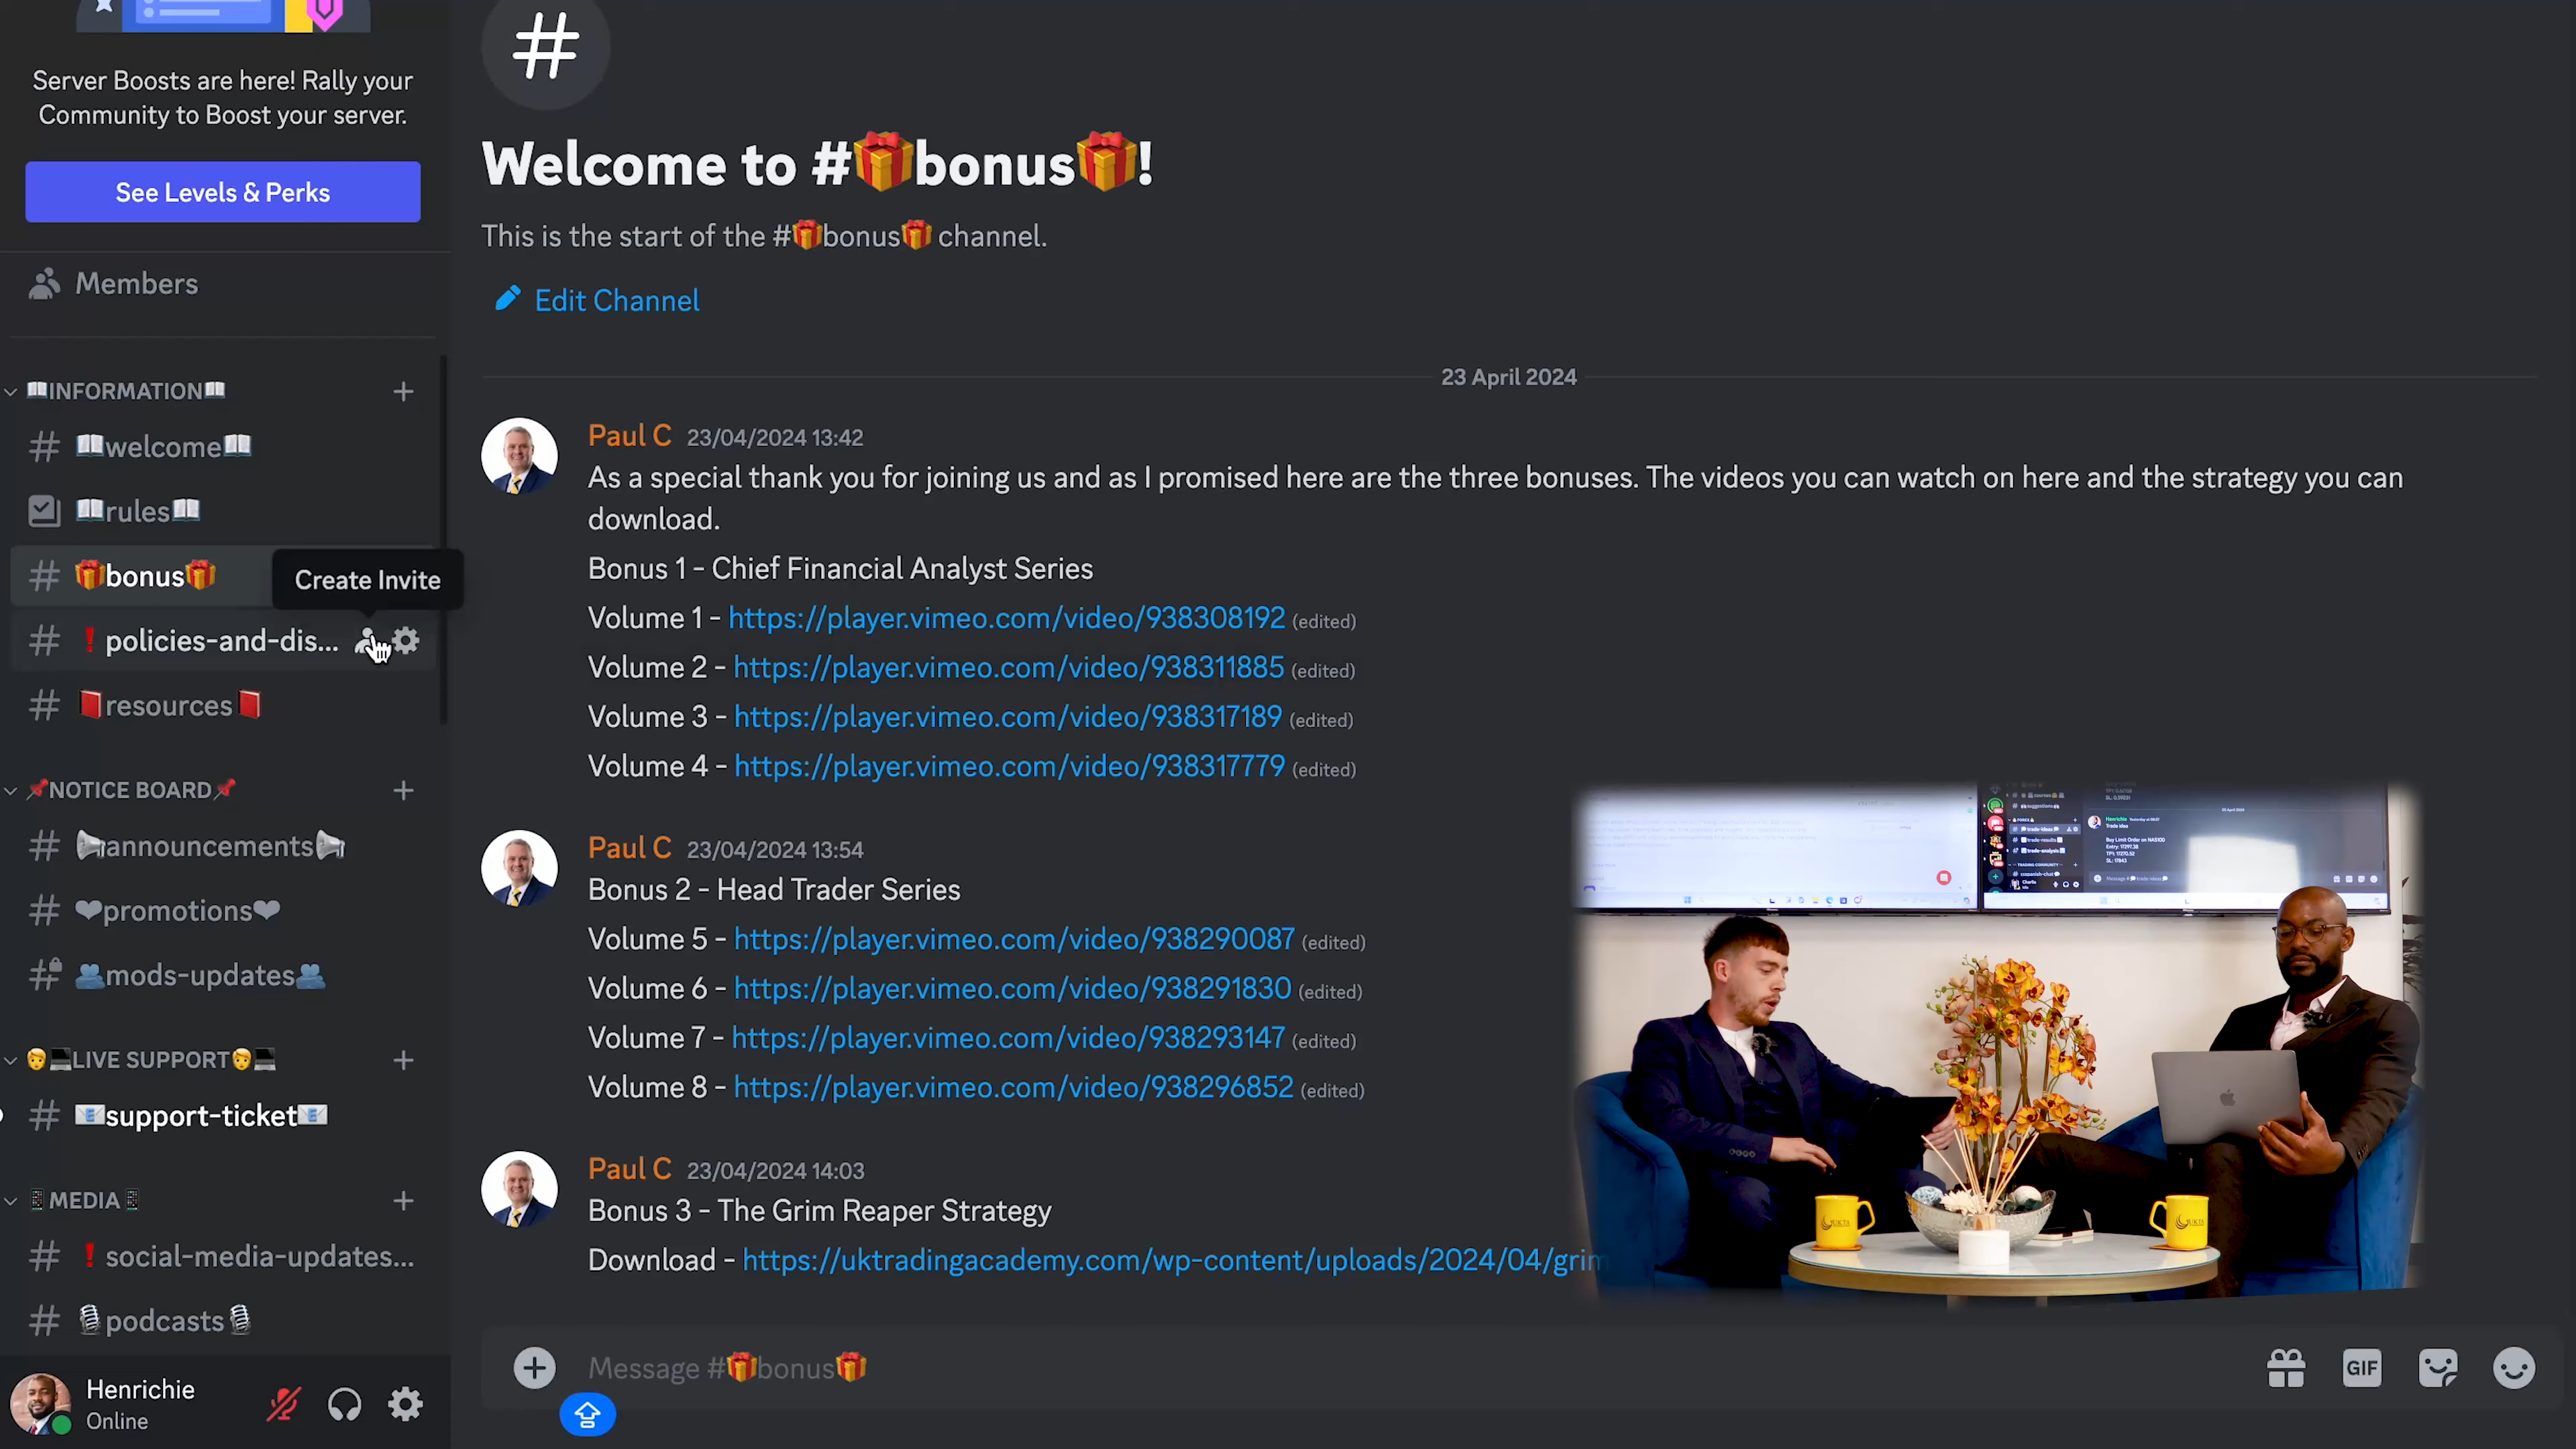 Server Boosts are here! Rally your
Community to Boost your server.
See Levels & Perks
Members
INFORMATION
welcome
rules
bonus
Create Invite
policies-and-dis...
resources
NOTICE BOARD
announcements
promotions
mods-updates
LIVE SUPPORT
support-ticket
MEDIA
social-media-updates...
podcasts
Henrichie
Online
Welcome to #🎁bonus🎁!
This is the start of the #🎁bonus🎁 channel.
Edit Channel
23 April 2024
Paul C 23/04/2024 13:42
As a special thank you for joining us and as I promised here are the three bonuses. The videos you can watch on here and the strategy you can
download.
Bonus 1 - Chief Financial Analyst Series
Volume 1 - https://player.vimeo.com/video/938308192 (edited)
Volume 2 - https://player.vimeo.com/video/938311885 (edited)
Volume 3 - https://player.vimeo.com/video/938317189 (edited)
Volume 4 - https://player.vimeo.com/video/938317779 (edited)
Paul C 23/04/2024 13:54
Bonus 2 - Head Trader Series
Volume 5 - https://player.vimeo.com/video/938290087 (edited)
Volume 6 - https://player.vimeo.com/video/938291830 (edited)
Volume 7 - https://player.vimeo.com/video/938293147 (edited)
Volume 8 - https://player.vimeo.com/video/938296852 (edited)
Paul C 23/04/2024 14:03
Bonus 3 - The Grim Reaper Strategy
Download - https://uktradingacademy.com/wp-content/uploads/2024/04/grim
Message #🎁bonus🎁
GIF
Henrichie
Trade Idea
Buy Limit Order on NAS100
UKTA
UKTA